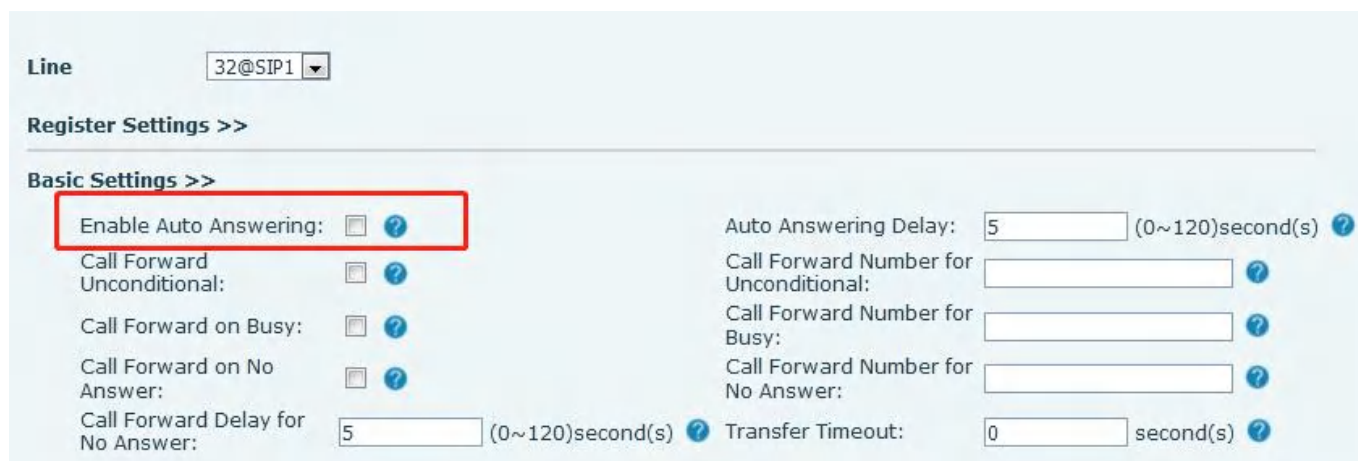 Line 32@SIP1
Register Settings >>
Basic Settings >>
Enable Auto Answering: ? Auto Answering Delay: 5 (0~120)second(s) ?
Call Forward Unconditional: ? Call Forward Number for Unconditional: ?
Call Forward on Busy: ? Call Forward Number for Busy: ?
Call Forward on No Answer: ? Call Forward Number for No Answer: ?
Call Forward Delay for No Answer: 5 (0~120)second(s) ? Transfer Timeout: 0 second(s) ?